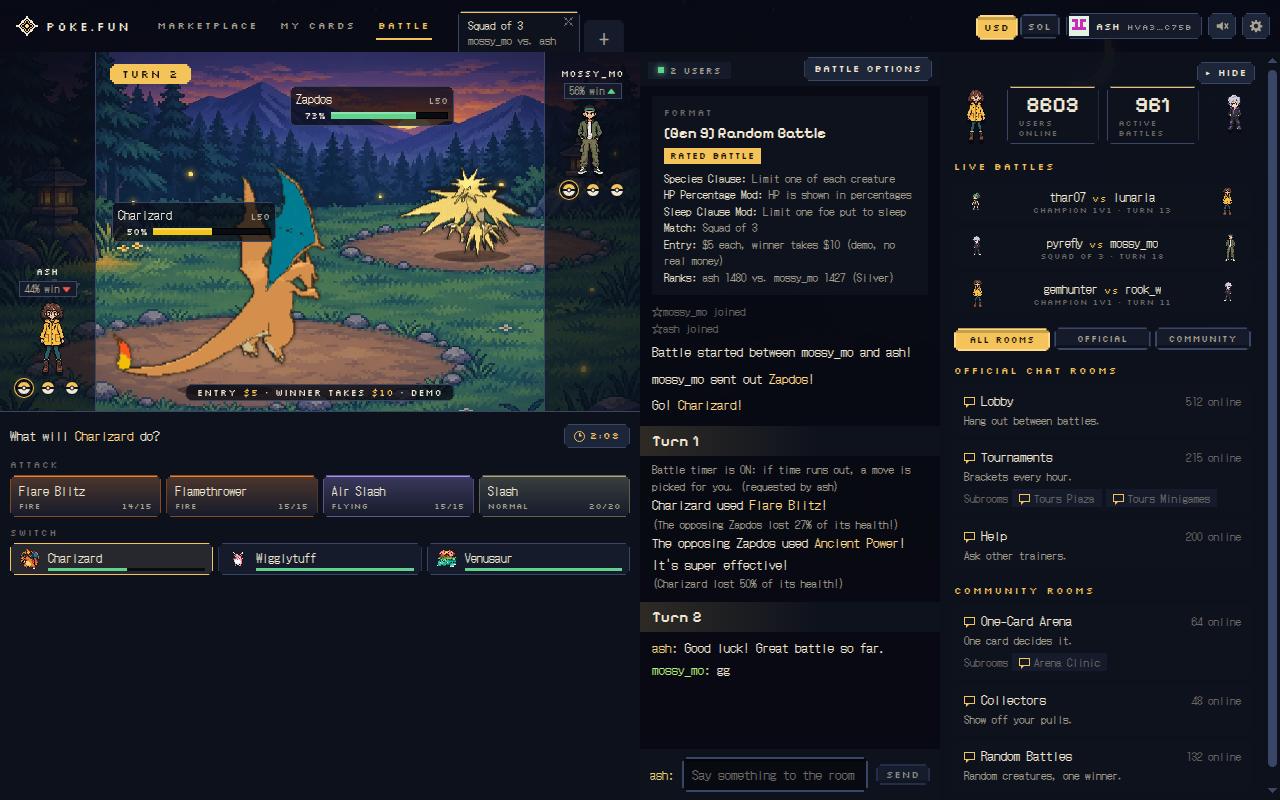 POKE.FUN
MARKETPLACE
MY CARDS
BATTLE
Squad of 3
mossy_mo vs. ash
+
USD
SOL
ASH HVA3…C75B
TURN 2
Zapdos L50
73%
MOSSY_MO
56% win
Charizard L50
50%
ASH
44% win
ENTRY $5 · WINNER TAKES $10 · DEMO
What will Charizard do?
2:08
ATTACK
Flare Blitz
FIRE 14/15
Flamethrower
FIRE 15/15
Air Slash
FLYING 15/15
Slash
NORMAL 20/20
SWITCH
Charizard
Wigglytuff
Venusaur
2 USERS
BATTLE OPTIONS
FORMAT
[Gen 9] Random Battle
RATED BATTLE
Species Clause: Limit one of each creature
HP Percentage Mod: HP is shown in percentages
Sleep Clause Mod: Limit one foe put to sleep
Match: Squad of 3
Entry: $5 each, winner takes $10 (demo, no
real money)
Ranks: ash 1480 vs. mossy_mo 1427 (Silver)
☆mossy_mo joined
☆ash joined
Battle started between mossy_mo and ash!
mossy_mo sent out Zapdos!
Go! Charizard!
Turn 1
Battle timer is ON: if time runs out, a move is
picked for you. (requested by ash)
Charizard used Flare Blitz!
(The opposing Zapdos lost 27% of its health!)
The opposing Zapdos used Ancient Power!
It's super effective!
(Charizard lost 50% of its health!)
Turn 2
ash: Good luck! Great battle so far.
mossy_mo: gg
ash:
Say something to the room
SEND
▸ HIDE
8603
USERS
ONLINE
961
ACTIVE
BATTLES
LIVE BATTLES
thar07 vs lunaria
CHAMPION 1V1 · TURN 13
pyrefly vs mossy_mo
SQUAD OF 3 · TURN 18
gemhunter vs rook_w
CHAMPION 1V1 · TURN 11
ALL ROOMS
OFFICIAL
COMMUNITY
OFFICIAL CHAT ROOMS
Lobby 512 online
Hang out between battles.
Tournaments 215 online
Brackets every hour.
Subrooms Tours Plaza Tours Minigames
Help 200 online
Ask other trainers.
COMMUNITY ROOMS
One-Card Arena 64 online
One card decides it.
Subrooms Arena Clinic
Collectors 48 online
Show off your pulls.
Random Battles 132 online
Random creatures, one winner.